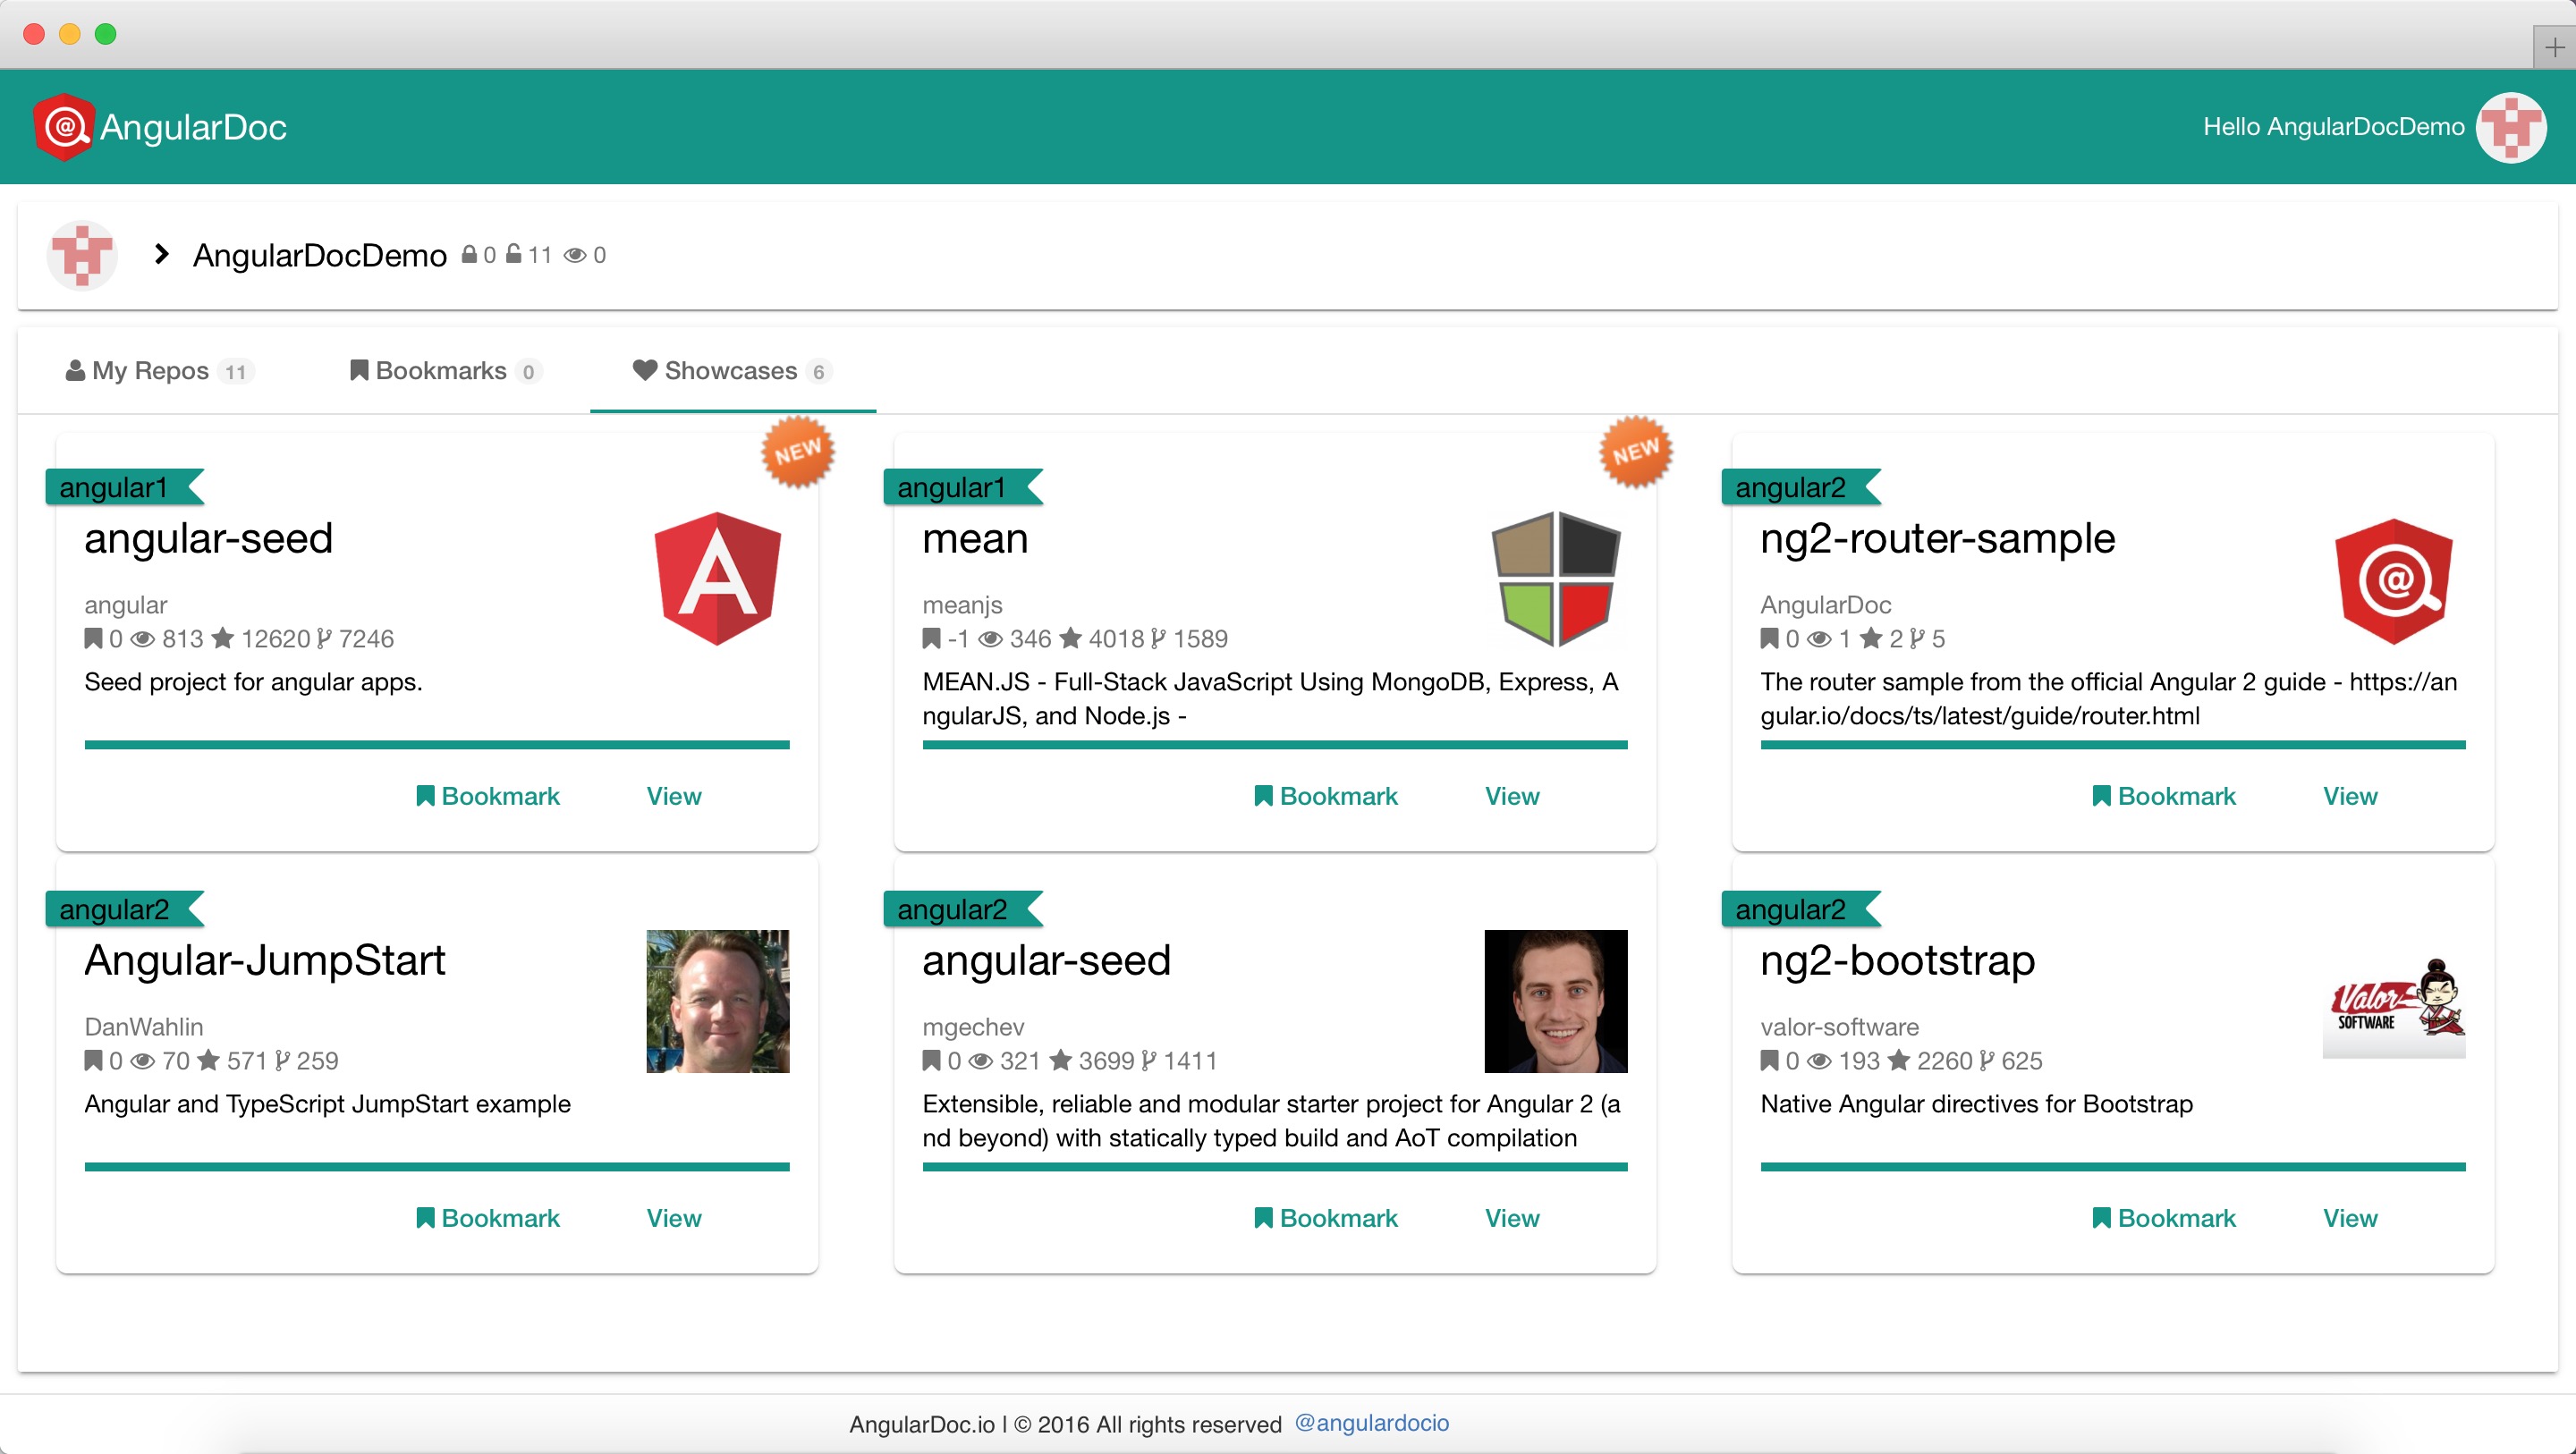 AngularDoc
Hello AngularDocDemo
AngularDocDemo 0 11 0
My Repos 11
Bookmarks 0
Showcases 6
NEW
angular1
angular-seed
angular
0 813 12620 7246
Seed project for angular apps.
Bookmark View
NEW
angular1
mean
meanjs
-1 346 4018 1589
MEAN.JS - Full-Stack JavaScript Using MongoDB, Express, A
ngularJS, and Node.js -
Bookmark View
angular2
ng2-router-sample
AngularDoc
0 1 2 5
The router sample from the official Angular 2 guide - https://an
gular.io/docs/ts/latest/guide/router.html
Bookmark View
angular2
Angular-JumpStart
DanWahlin
0 70 571 259
Angular and TypeScript JumpStart example
Bookmark View
angular2
angular-seed
mgechev
0 321 3699 1411
Extensible, reliable and modular starter project for Angular 2 (a
nd beyond) with statically typed build and AoT compilation
Bookmark View
angular2
ng2-bootstrap
Valor
SOFTWARE
valor-software
0 193 2260 625
Native Angular directives for Bootstrap
Bookmark View
AngularDoc.io | © 2016 All rights reserved @angulardocio